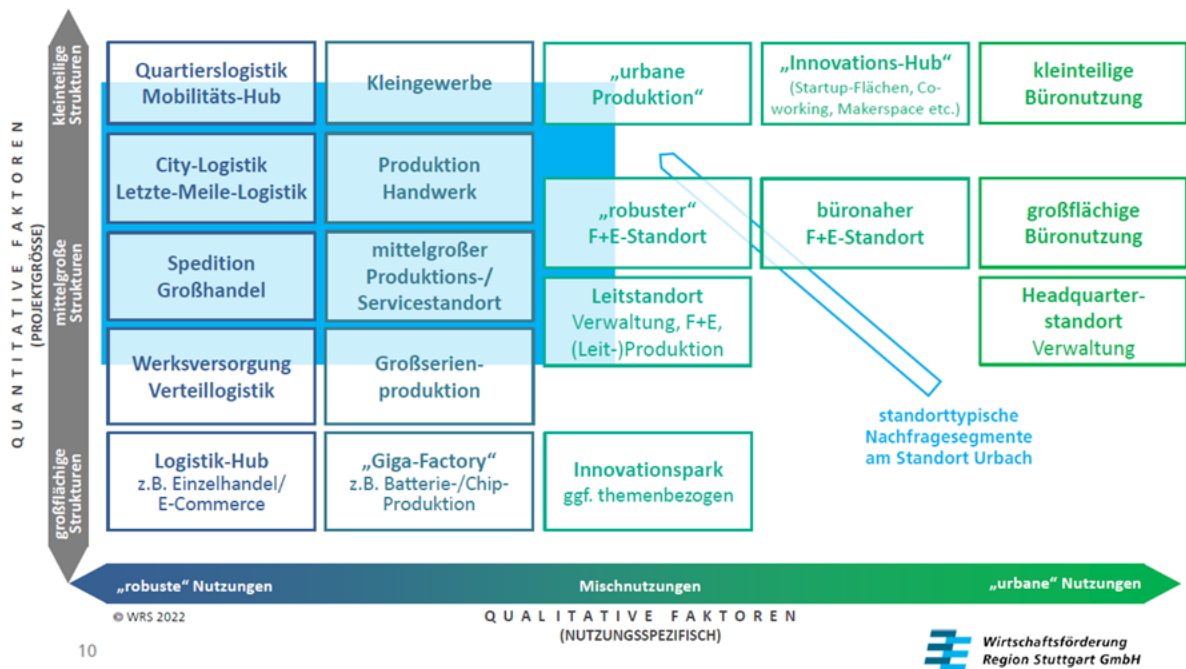 QUANTITATIVE FAKTOREN
(PROJEKTGRÖSSE)
kleinteilige
Strukturen
mittelgroße
Strukturen
großflächige
Strukturen
Quartierslogistik
Mobilitäts-Hub
Kleingewerbe
„urbane
Produktion“
„Innovations-Hub“
(Startup-Flächen, Co-
working, Makerspace etc.)
kleinteilige
Büronutzung
City-Logistik
Letzte-Meile-Logistik
Produktion
Handwerk
„robuster“
F+E-Standort
büronaher
F+E-Standort
großflächige
Büronutzung
Spedition
Großhandel
mittelgroßer
Produktions-/
Servicestandort
Leitstandort
Verwaltung, F+E,
(Leit-)Produktion
Headquarter-
standort
Verwaltung
Werksversorgung
Verteillogistik
Großserien-
produktion
standorttypische
Nachfragesegmente
am Standort Urbach
Logistik-Hub
z.B. Einzelhandel/
E-Commerce
„Giga-Factory“
z.B. Batterie-/Chip-
Produktion
Innovationspark
ggf. themenbezogen
„robuste“ Nutzungen
Mischnutzungen
„urbane“ Nutzungen
© WRS 2022
QUALITATIVE FAKTOREN
(NUTZUNGSSPEZIFISCH)
10
Wirtschaftsförderung
Region Stuttgart GmbH